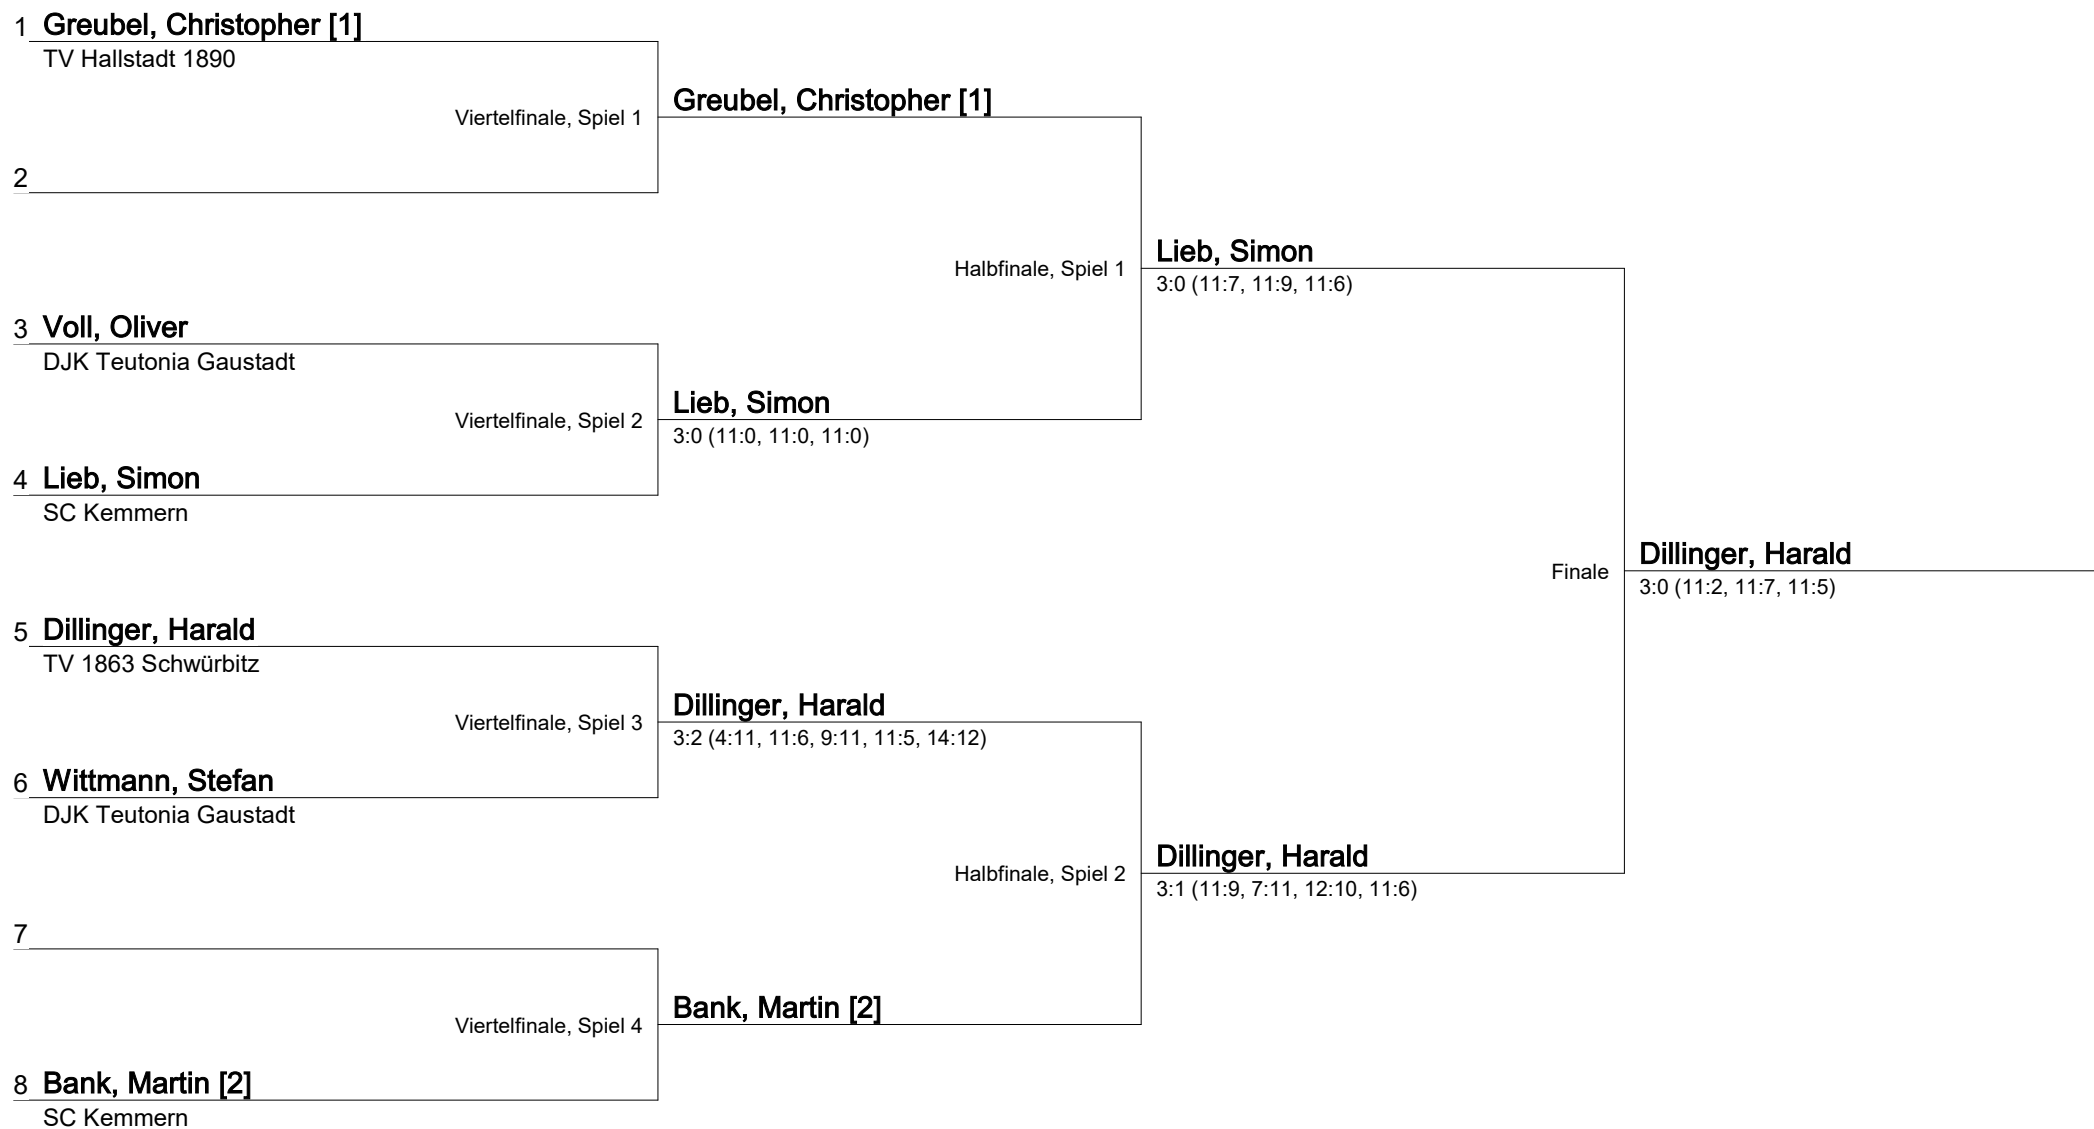 1 Greubel, Christopher [1]
TV Hallstadt 1890
Viertelfinale, Spiel 1
Greubel, Christopher [1]
2
Halbfinale, Spiel 1
Lieb, Simon
3:0 (11:7, 11:9, 11:6)
3 Voll, Oliver
DJK Teutonia Gaustadt
Viertelfinale, Spiel 2
Lieb, Simon
3:0 (11:0, 11:0, 11:0)
4 Lieb, Simon
SC Kemmern
Finale
Dillinger, Harald
3:0 (11:2, 11:7, 11:5)
5 Dillinger, Harald
TV 1863 Schwürbitz
Viertelfinale, Spiel 3
Dillinger, Harald
3:2 (4:11, 11:6, 9:11, 11:5, 14:12)
6 Wittmann, Stefan
DJK Teutonia Gaustadt
Halbfinale, Spiel 2
Dillinger, Harald
3:1 (11:9, 7:11, 12:10, 11:6)
7
Viertelfinale, Spiel 4
Bank, Martin [2]
8 Bank, Martin [2]
SC Kemmern